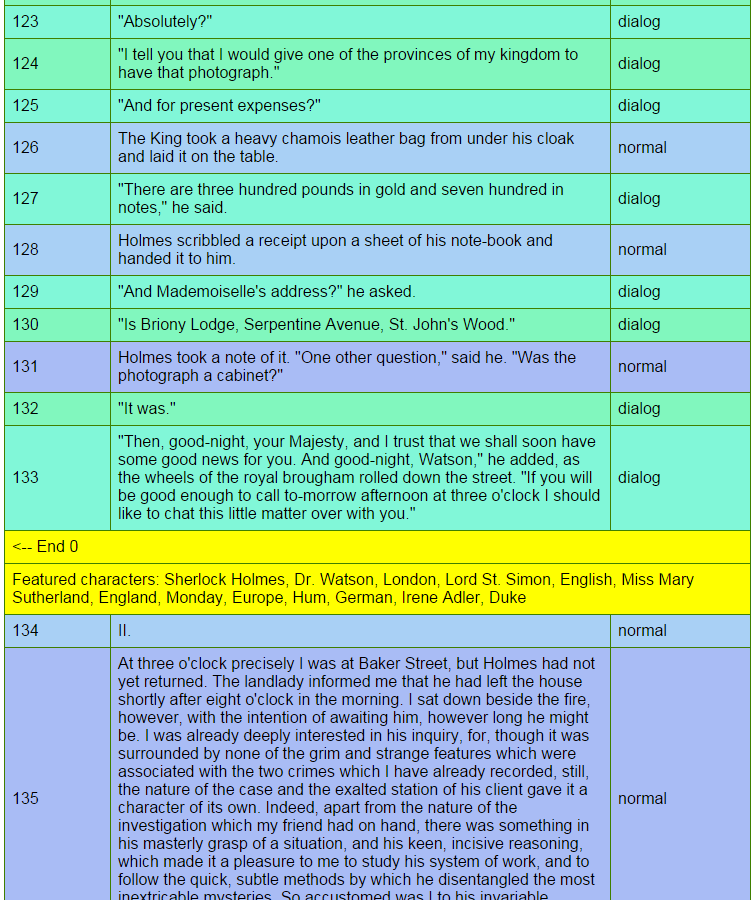 123 "Absolutely?" dialog
"I tell you that I would give one of the provinces of my kingdom to
124 dialog
have that photograph."
125 "And for present expenses?" dialog
The King took a heavy chamois leather bag from under his cloak
126 normal
and laid it on the table.
"There are three hundred pounds in gold and seven hundred in
127 dialog
notes," he said.
Holmes scribbled a receipt upon a sheet of his note-book and
128 normal
handed it to him.
129 "And Mademoiselle's address?" he asked. dialog
130 "Is Briony Lodge, Serpentine Avenue, St. John's Wood." dialog
Holmes took a note of it. "One other question," said he. "Was the
131 normal
photograph a cabinet?"
132 "It was." dialog
"Then, good-night, your Majesty, and I trust that we shall soon have
some good news for you. And good-night, Watson," he added, as
133 the wheels of the royal brougham rolled down the street. "If you will dialog
be good enough to call to-morrow afternoon at three o'clock I should
like to chat this little matter over with you."
<-- End 0
Featured characters: Sherlock Holmes, Dr. Watson, London, Lord St. Simon, English, Miss Mary
Sutherland, England, Monday, Europe, Hum, German, Irene Adler, Duke
134 II. normal
At three o'clock precisely I was at Baker Street, but Holmes had not
yet returned. The landlady informed me that he had left the house
shortly after eight o'clock in the morning. I sat down beside the fire,
however, with the intention of awaiting him, however long he might
be. I was already deeply interested in his inquiry, for, though it was
surrounded by none of the grim and strange features which were
associated with the two crimes which I have already recorded, still,
the nature of the case and the exalted station of his client gave it a
135 character of its own. Indeed, apart from the nature of the normal
investigation which my friend had on hand, there was something in
his masterly grasp of a situation, and his keen, incisive reasoning,
which made it a pleasure to me to study his system of work, and to
follow the quick, subtle methods by which he disentangled the most
inextricable mysteries. So accustomed was I to his invariable